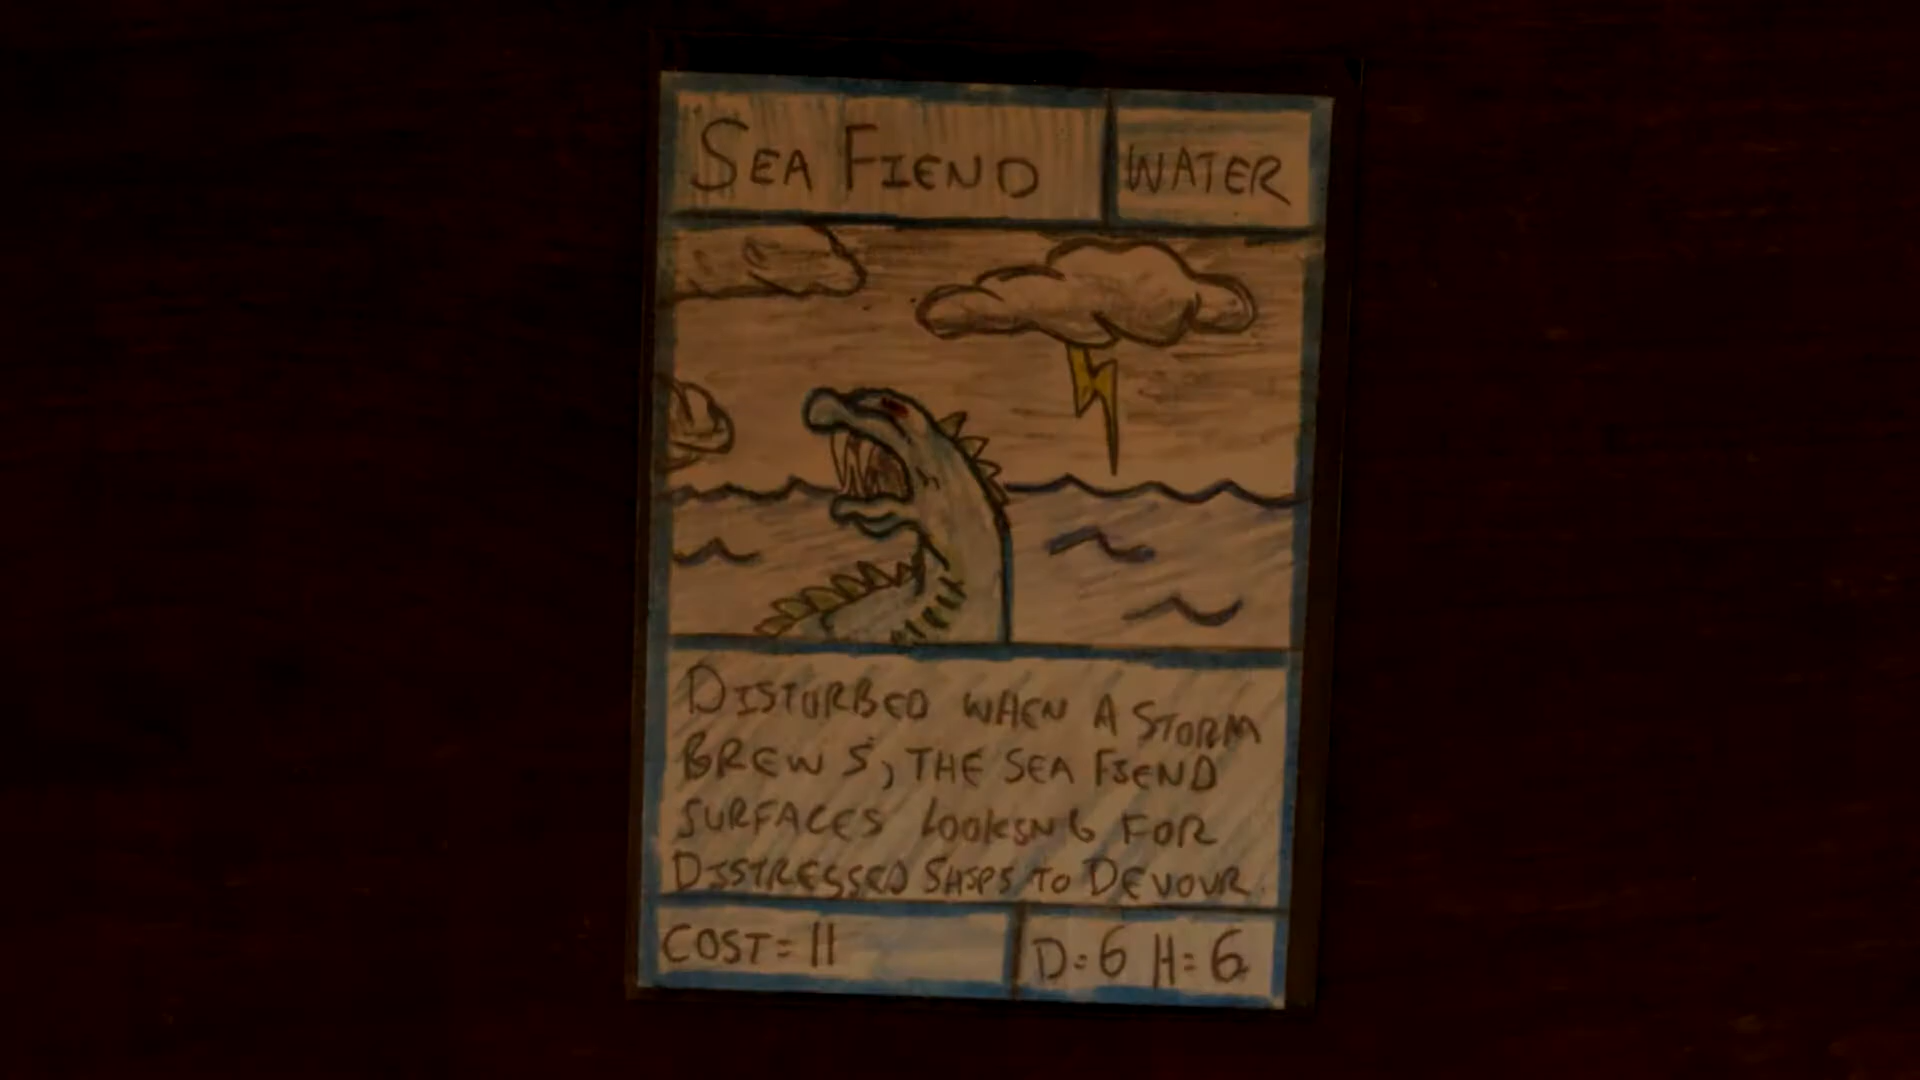 SEA FIEND
WATER
DISTURBED WHEN A STORM
BREWS, THE SEA FIEND
SURFACES LOOKING FOR
DISTRESSED SHIPS TO DEVOUR.
COST=11
D=6 H=6